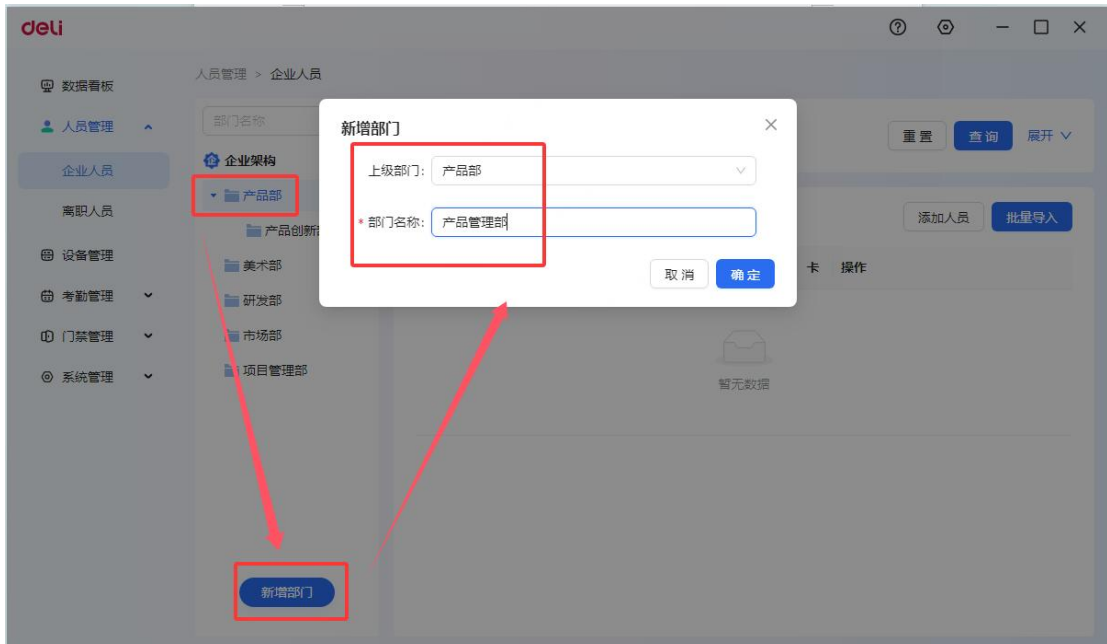 deli
数据看板
人员管理
企业人员
离职人员
设备管理
考勤管理
门禁管理
系统管理
人员管理 > 企业人员
部门名称
企业架构
产品部
产品创新
美术部
研发部
市场部
项目管理部
新增部门
新增部门
上级部门: 产品部
* 部门名称: 产品管理部
取消 确定
重置 查询 展开
添加人员 批量导入
卡 操作
暂无数据